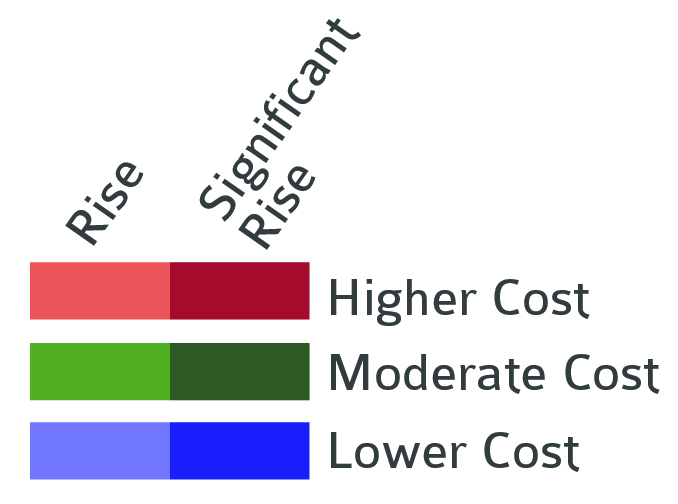 Rise
Significant
Rise
Higher Cost
Moderate Cost
Lower Cost